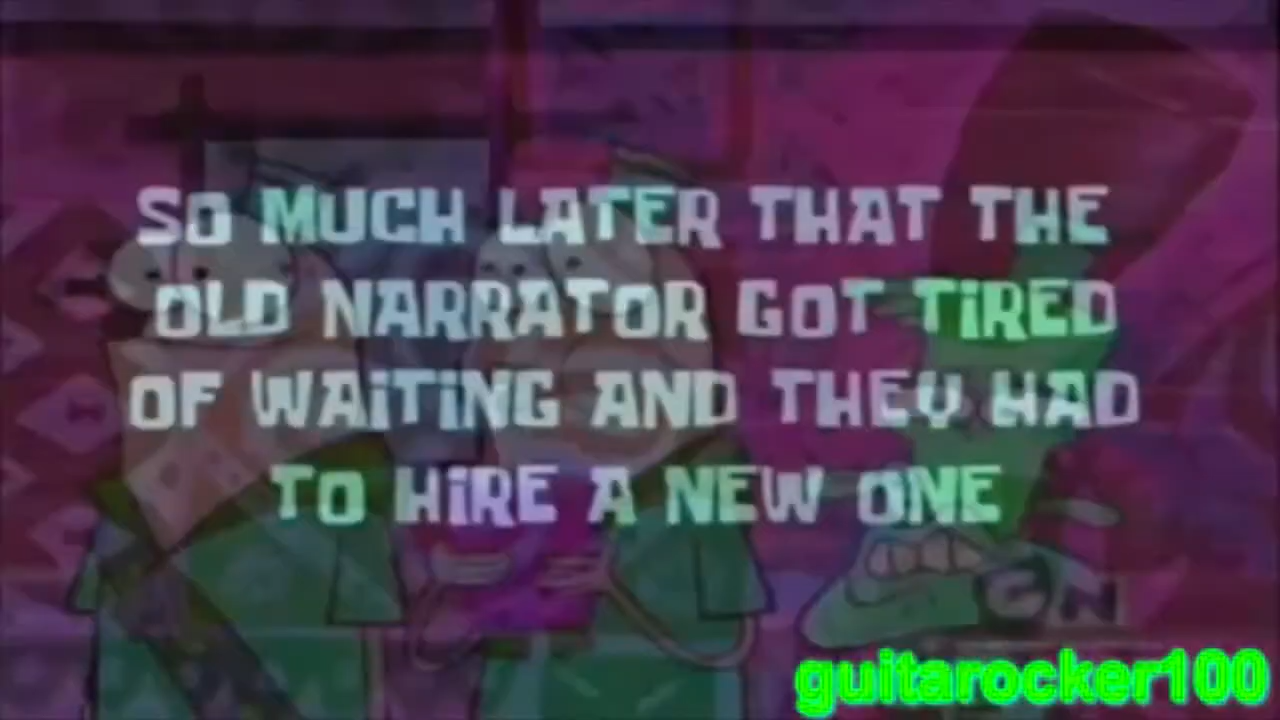 SO MUCH LATER THAT THE
OLD NARRATOR GOT TIRED
OF WAITING AND THEY HAD
TO HIRE A NEW ONE
CN
guitarocker100